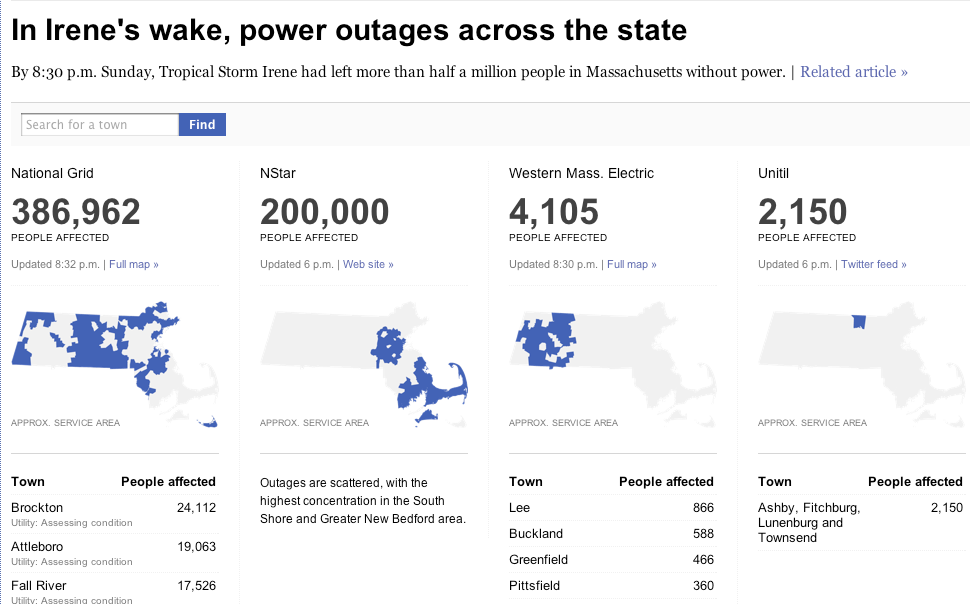 In Irene's wake, power outages across the state
By 8:30 p.m. Sunday, Tropical Storm Irene had left more than half a million people in Massachusetts without power. | Related article »
Search for a town Find
National Grid
386,962
PEOPLE AFFECTED
Updated 8:32 p.m. | Full map »
APPROX. SERVICE AREA
Town People affected
Brockton 24,112
Utility: Assessing condition
Attleboro 19,063
Utility: Assessing condition
Fall River 17,526
Utility: Assessing condition
NStar
200,000
PEOPLE AFFECTED
Updated 6 p.m. | Web site »
APPROX. SERVICE AREA
Outages are scattered, with the
highest concentration in the South
Shore and Greater New Bedford area.
Western Mass. Electric
4,105
PEOPLE AFFECTED
Updated 8:30 p.m. | Full map »
APPROX. SERVICE AREA
Town People affected
Lee 866
Buckland 588
Greenfield 466
Pittsfield 360
Unitil
2,150
PEOPLE AFFECTED
Updated 6 p.m. | Twitter feed »
APPROX. SERVICE AREA
Town People affected
Ashby, Fitchburg, 2,150
Lunenburg and
Townsend